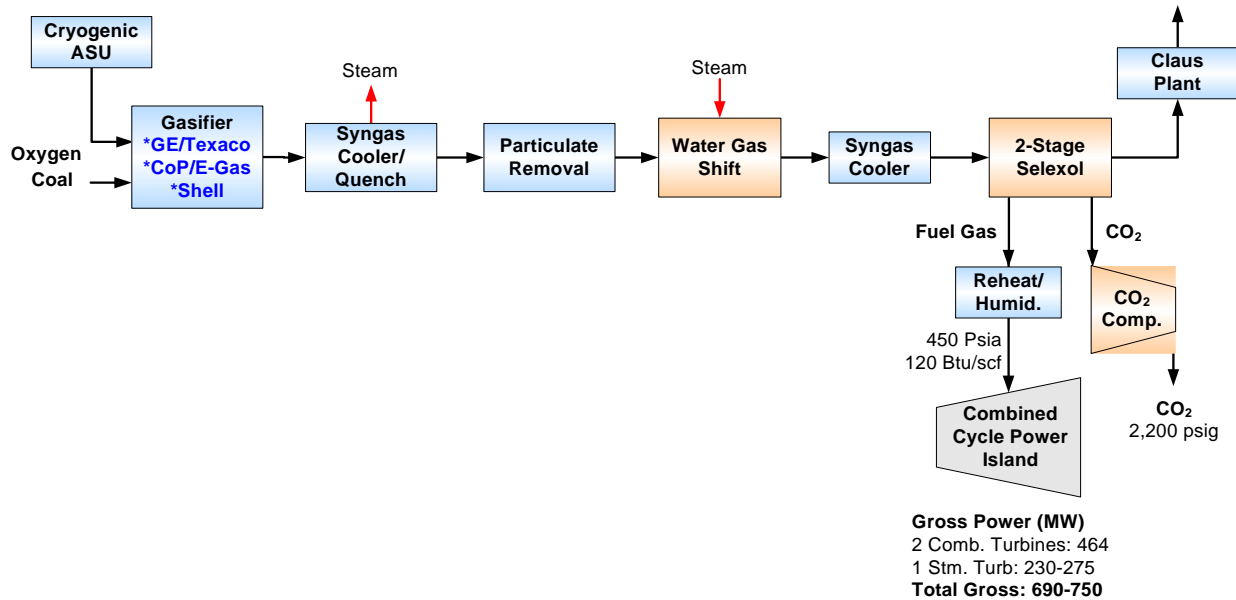 Cryogenic
ASU
Oxygen
Coal
Gasifier
*GE/Texaco
*CoP/E-Gas
*Shell
Steam
Syngas
Cooler/
Quench
Particulate
Removal
Steam
Water Gas
Shift
Syngas
Cooler
2-Stage
Selexol
Claus
Plant
Fuel Gas
CO₂
Reheat/
Humid.
450 Psia
120 Btu/scf
CO₂
Comp.
CO₂
2,200 psig
Combined
Cycle Power
Island
Gross Power (MW)
2 Comb. Turbines: 464
1 Stm. Turb: 230-275
Total Gross: 690-750